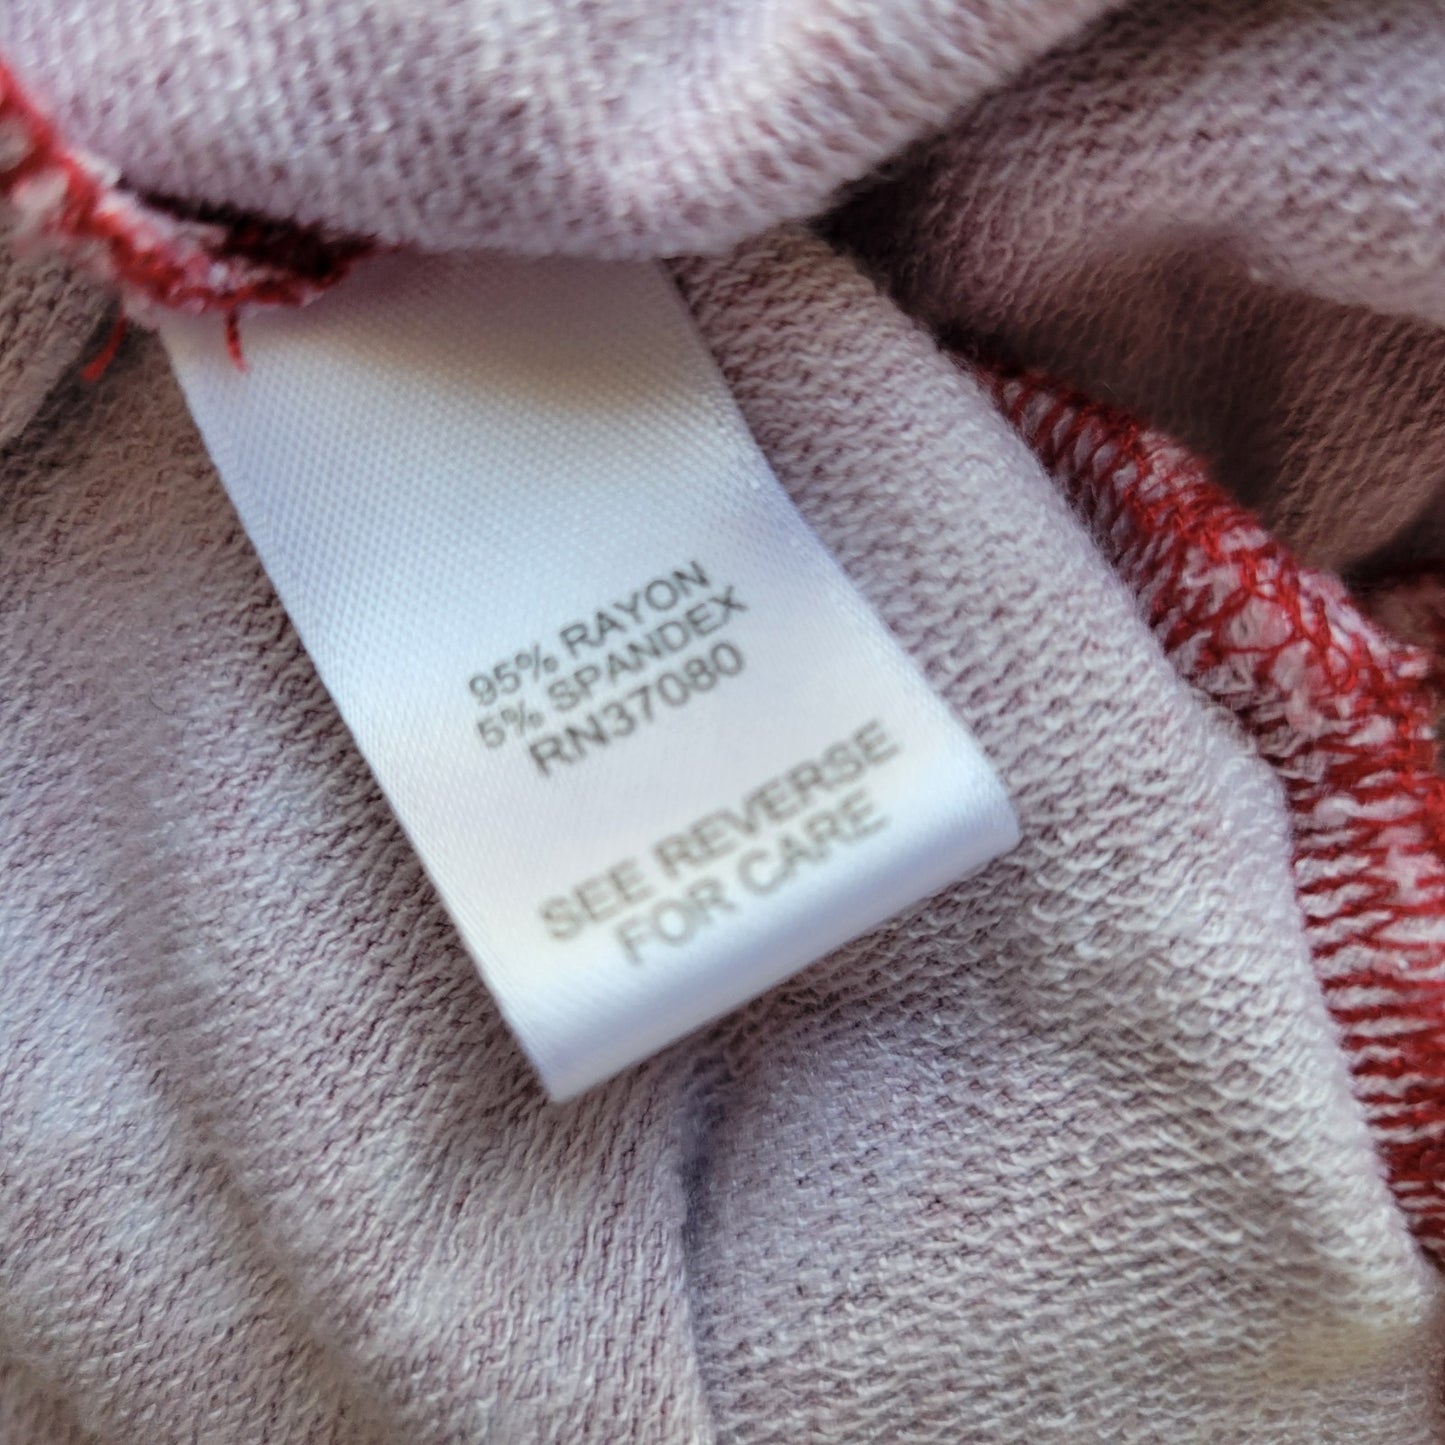 95% RAYON
5% SPANDEX
RN37080
SEE REVERSE
FOR CARE